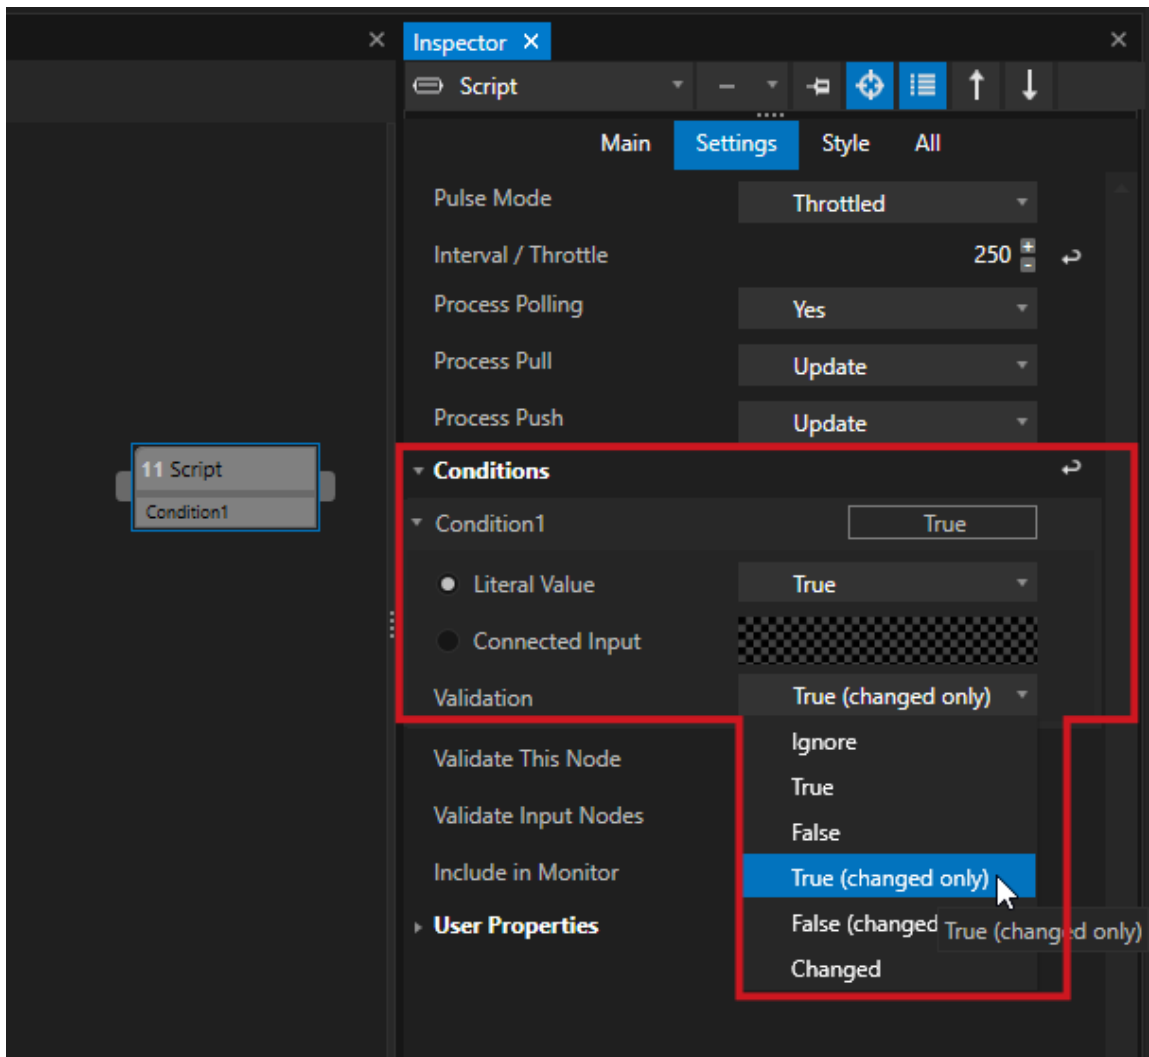 Inspector
Script
Main Settings Style All
Pulse Mode Throttled
Interval / Throttle 250
Process Polling Yes
Process Pull Update
Process Push Update
11 Script
Condition1
Conditions
Condition1 True
Literal Value True
Connected Input
Validation True (changed only)
Ignore
Validate This Node
True
Validate Input Nodes
False
Include in Monitor
True (changed only)
User Properties
False (changed
True (changed only)
Changed